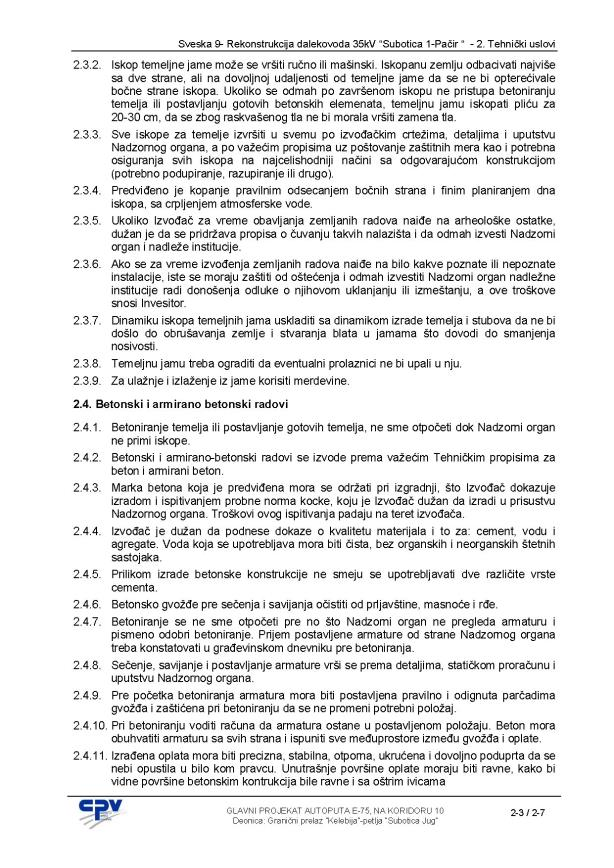 Sveska 9- Rekonstrukcija dalekovoda 35kV “Subotica 1-Pačir “ - 2. Tehnički uslovi
2.3.2. Iskop temeljne jame može se vršiti ručno ili mašinski. Iskopanu zemlju odbacivati najviše
sa dve strane, ali na dovoljnoj udaljenosti od temeljne jame da se ne bi opterećivale
bočne strane iskopa. Ukoliko se odmah po završenom iskopu ne pristupa betoniranju
temelja ili postavljanju gotovih betonskih elemenata, temeljnu jamu iskopati pliću za
20-30 cm, da se zbog raskvašenog tla ne bi morala vršiti zamena tla.
2.3.3. Sve iskope za temelje izvršiti u svemu po izvođačkim crtežima, detaljima i uputstvu
Nadzornog organa, a po važećim propisima uz poštovanje zaštitnih mera kao i potrebna
osiguranja svih iskopa na najcelishodniji načini sa odgovarajućom konstrukcijom
(potrebno podupiranje, razupiranje ili drugo).
2.3.4. Predviđeno je kopanje pravilnim odsecanjem bočnih strana i finim planiranjem dna
iskopa, sa crpljenjem atmosferske vode.
2.3.5. Ukoliko Izvođač za vreme obavljanja zemljanih radova naiđe na arheološke ostatke,
dužan je da se pridržava propisa o čuvanju takvih nalazišta i da odmah izvesti Nadzorni
organ i nadleže institucije.
2.3.6. Ako se za vreme izvođenja zemljanih radova naiđe na bilo kakve poznate ili nepoznate
instalacije, iste se moraju zaštiti od oštećenja i odmah izvestiti Nadzorni organ nadležne
institucije radi donošenja odluke o njihovom uklanjanju ili izmeštanju, a ove troškove
snosi Invesitor.
2.3.7. Dinamiku iskopa temeljnih jama uskladiti sa dinamikom izrade temelja i stubova da ne bi
došlo do obrušavanja zemlje i stvaranja blata u jamama što dovodi do smanjenja
nosivosti.
2.3.8. Temeljnu jamu treba ograditi da eventualni prolaznici ne bi upali u nju.
2.3.9. Za ulažnje i izlaženje iz jame korisiti merdevine.
2.4. Betonski i armirano betonski radovi
2.4.1. Betoniranje temelja ili postavljanje gotovih temelja, ne sme otpočeti dok Nadzorni organ
ne primi iskope.
2.4.2. Betonski i armirano-betonski radovi se izvode prema važećim Tehničkim propisima za
beton i armirani beton.
2.4.3. Marka betona koja je predviđena mora se održati pri izgradnji, što Izvođač dokazuje
izradom i ispitivanjem probne norma kocke, koju je Izvođač dužan da izradi u prisustvu
Nadzornog organa. Troškovi ovog ispitivanja padaju na teret izvođača.
2.4.4. Izvođač je dužan da podnese dokaze o kvalitetu materijala i to za: cement, vodu i
agregate. Voda koja se upotrebljava mora biti čista, bez organskih i neorganskih štetnih
sastojaka.
2.4.5. Prilikom izrade betonske konstrukcije ne smeju se upotrebljavati dve različite vrste
cementa.
2.4.6. Betonsko gvožđe pre sečenja i savijanja očistiti od prljavštine, masnoće i rđe.
2.4.7. Betoniranje se ne sme otpočeti pre no što Nadzorni organ ne pregleda armaturu i
pismeno odobri betoniranje. Prijem postavljene armature od strane Nadzornog organa
treba konstatovati u građevinskom dnevniku pre betoniranja.
2.4.8. Sečenje, savijanje i postavljanje armature vrši se prema detaljima, statičkom proračunu i
uputstvu Nadzornog organa.
2.4.9. Pre početka betoniranja armatura mora biti postavljena pravilno i odignuta parčadima
gvožđa i zaštićena pri betoniranju da se ne promeni potrebni položaj.
2.4.10. Pri betoniranju voditi računa da armatura ostane u postavljenom položaju. Beton mora
obuhvatiti armaturu sa svih strana i ispuniti sve međuprostore između gvožđa i oplate.
2.4.11. Izrađena oplata mora biti precizna, stabilna, otporna, ukrućena i dovoljno poduprta da se
nebi opustila u bilo kom pravcu. Unutrašnje površine oplate moraju biti ravne, kako bi
vidne površine betonskim kontrukcija bile ravne i sa oštrim ivicama
CPV
GLAVNI PROJEKAT AUTOPUTA E-75, NA KORIDORU 10
Deonica: Granični prelaz "Kelebija"-petlja "Subotica Jug"
2-3 / 2-7